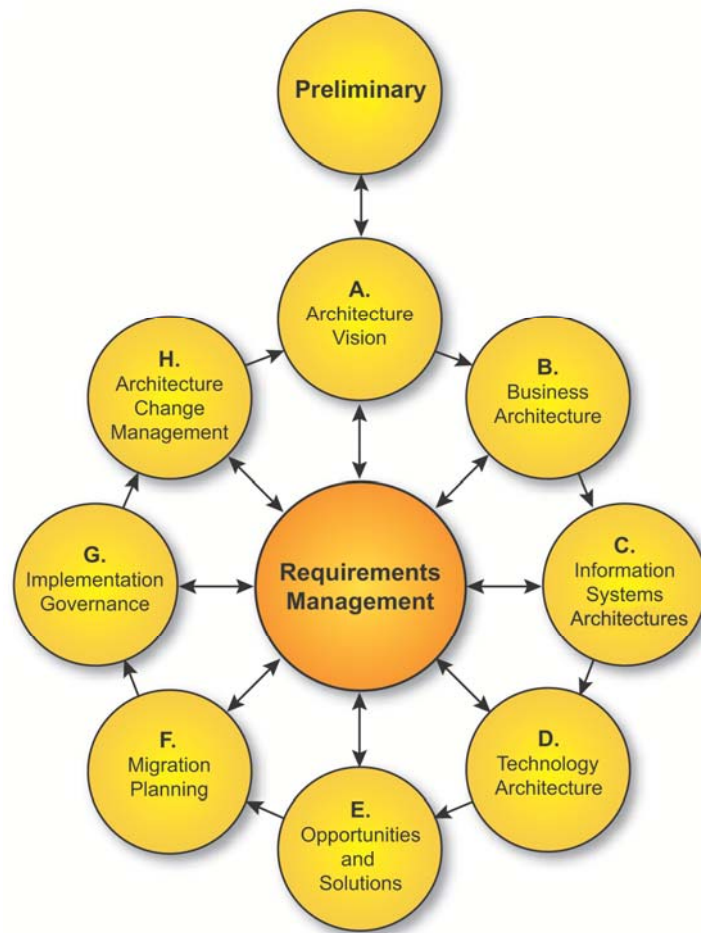 Preliminary
A.
Architecture
Vision
B.
Business
Architecture
C.
Information
Systems
Architectures
D.
Technology
Architecture
E.
Opportunities
and
Solutions
F.
Migration
Planning
G.
Implementation
Governance
H.
Architecture
Change
Management
Requirements
Management